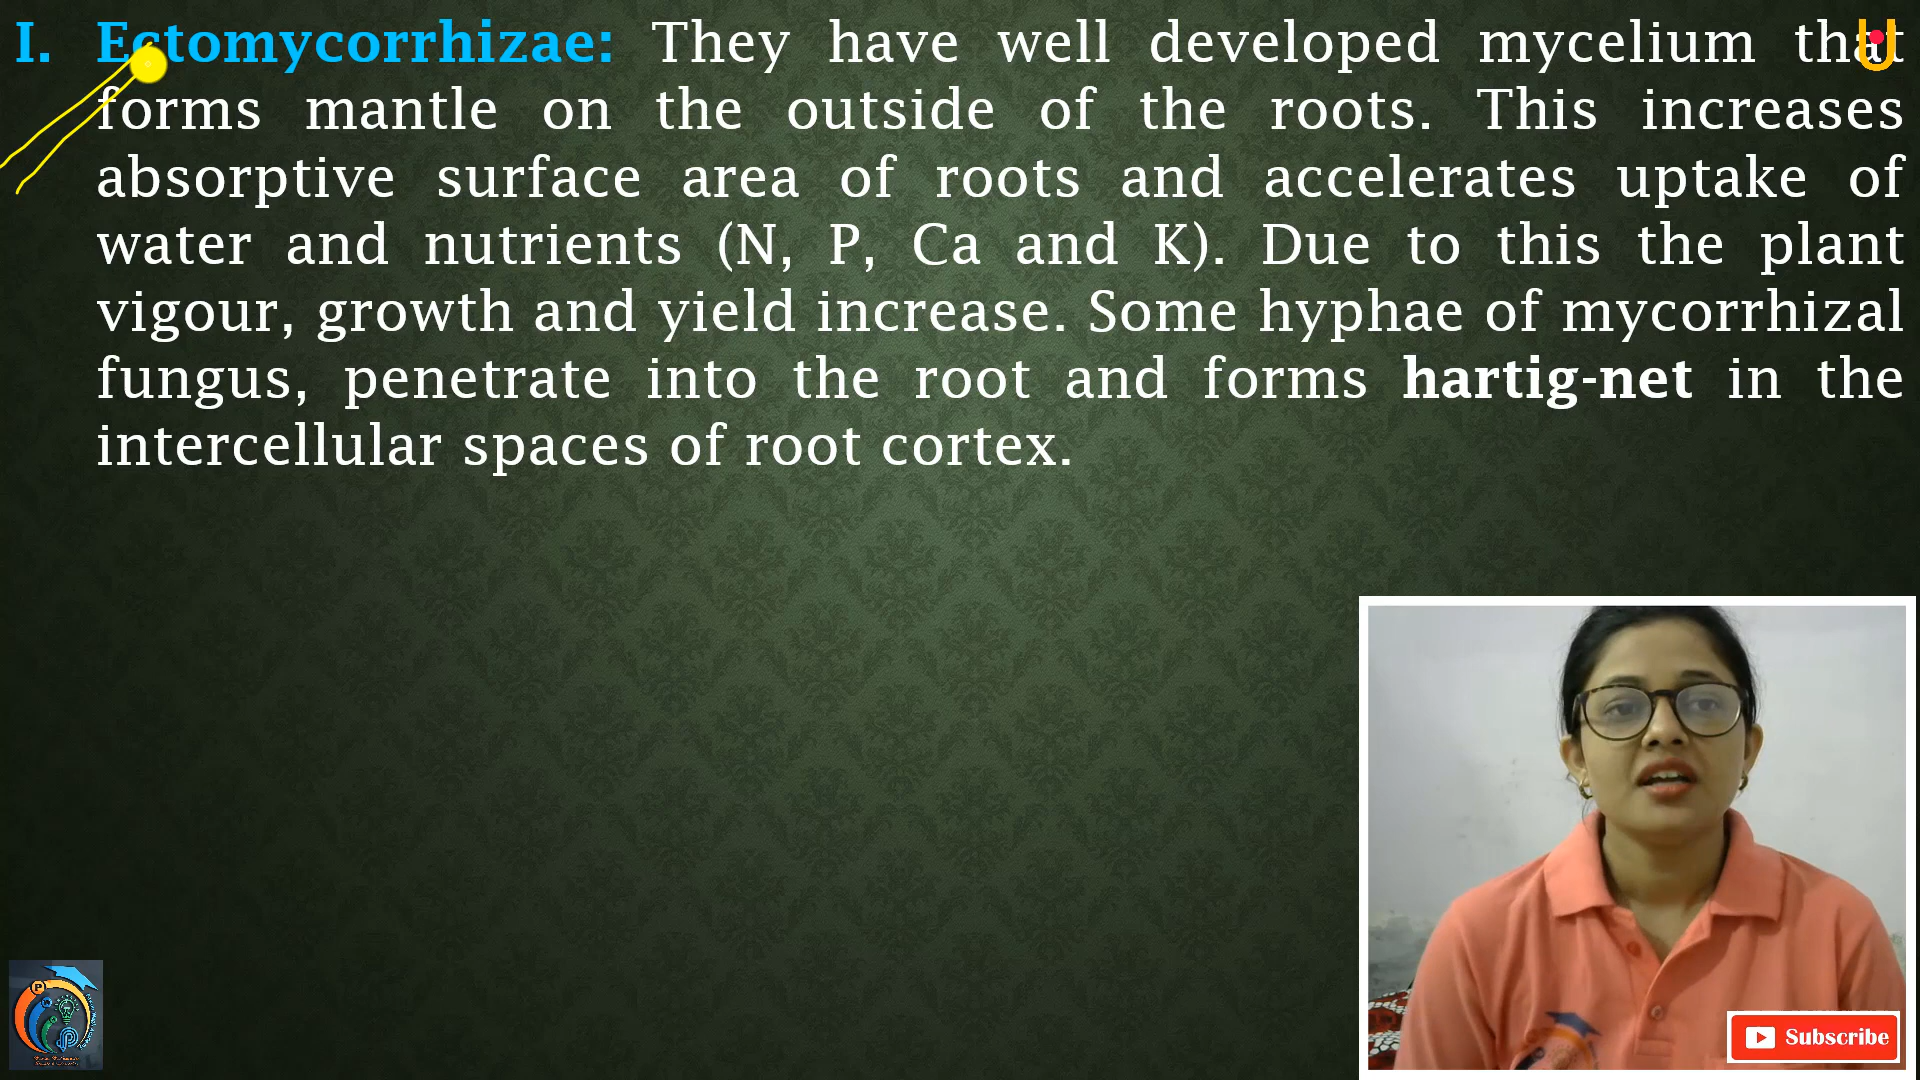 I. Ectomycorrhizae: They have well developed mycelium that
forms mantle on the outside of the roots. This increases
absorptive surface area of roots and accelerates uptake of
water and nutrients (N, P, Ca and K). Due to this the plant
vigour, growth and yield increase. Some hyphae of mycorrhizal
fungus, penetrate into the root and forms hartig-net in the
intercellular spaces of root cortex.
Subscribe